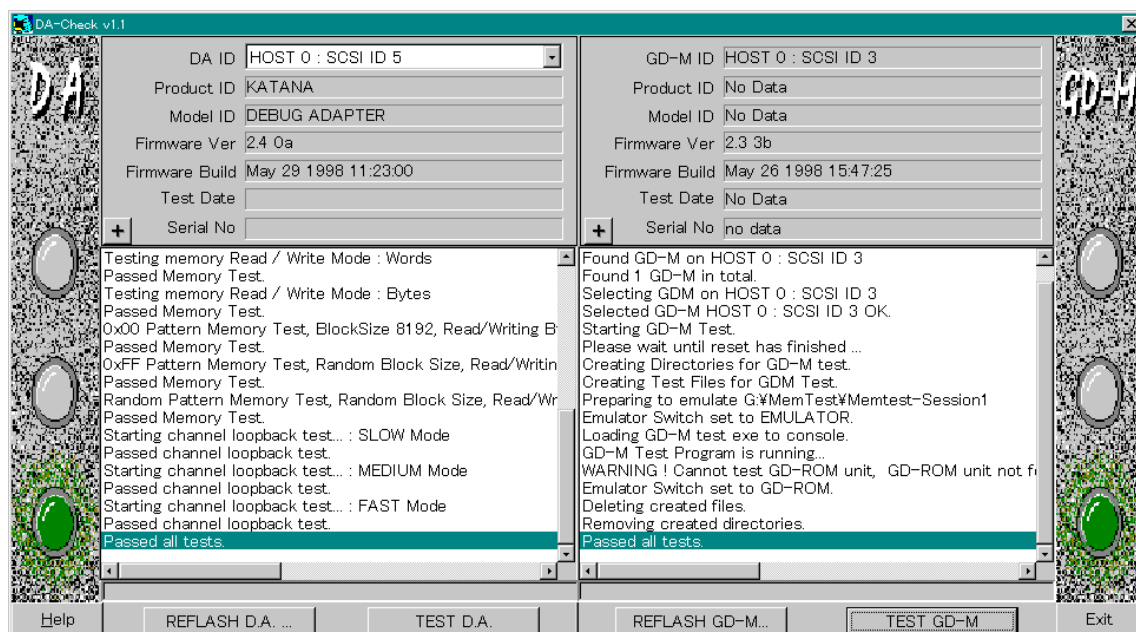 DA-Check v1.1
DA
DA ID HOST 0 : SCSI ID 5
Product ID KATANA
Model ID DEBUG ADAPTER
Firmware Ver 2.4 0a
Firmware Build May 29 1998 11:23:00
Test Date
+ Serial No
Testing memory Read / Write Mode : Words
Passed Memory Test.
Testing memory Read / Write Mode : Bytes
Passed Memory Test.
0x00 Pattern Memory Test, BlockSize 8192, Read/Writing B
Passed Memory Test.
0xFF Pattern Memory Test, Random Block Size, Read/Writin
Passed Memory Test.
Random Pattern Memory Test, Random Block Size, Read/Wr
Passed Memory Test.
Starting channel loopback test... : SLOW Mode
Passed channel loopback test.
Starting channel loopback test... : MEDIUM Mode
Passed channel loopback test.
Starting channel loopback test... : FAST Mode
Passed channel loopback test.
Passed all tests.
GD-M
GD-M ID HOST 0 : SCSI ID 3
Product ID No Data
Model ID No Data
Firmware Ver 2.3 3b
Firmware Build May 26 1998 15:47:25
Test Date No Data
+ Serial No no data
Found GD-M on HOST 0 : SCSI ID 3
Found 1 GD-M in total.
Selecting GDM on HOST 0 : SCSI ID 3
Selected GD-M HOST 0 : SCSI ID 3 OK.
Starting GD-M Test.
Please wait until reset has finished ...
Creating Directories for GD-M test.
Creating Test Files for GDM Test.
Preparing to emulate G:¥MemTest¥Memtest-Session1
Emulator Switch set to EMULATOR.
Loading GD-M test exe to console.
GD-M Test Program is running...
WARNING ! Cannot test GD-ROM unit, GD-ROM unit not f
Emulator Switch set to GD-ROM.
Deleting created files.
Removing created directories.
Passed all tests.
Help
REFLASH D.A. ...
TEST D.A.
REFLASH GD-M...
TEST GD-M
Exit